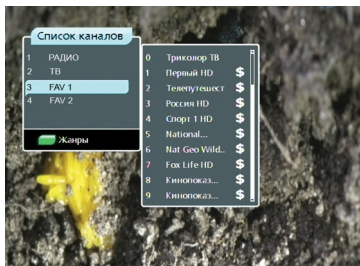 Список каналов
1 РАДИО
2 ТВ
3 FAV 1
4 FAV 2
Жанры
0 Триколор ТВ
1 Первый HD $
2 Телепутешест $
3 Россия HD $
4 Спорт 1 HD $
5 National... $
6 Nat Geo Wild.. $
7 Fox Life HD $
8 Кинопоказ... $
9 Кинопоказ... $